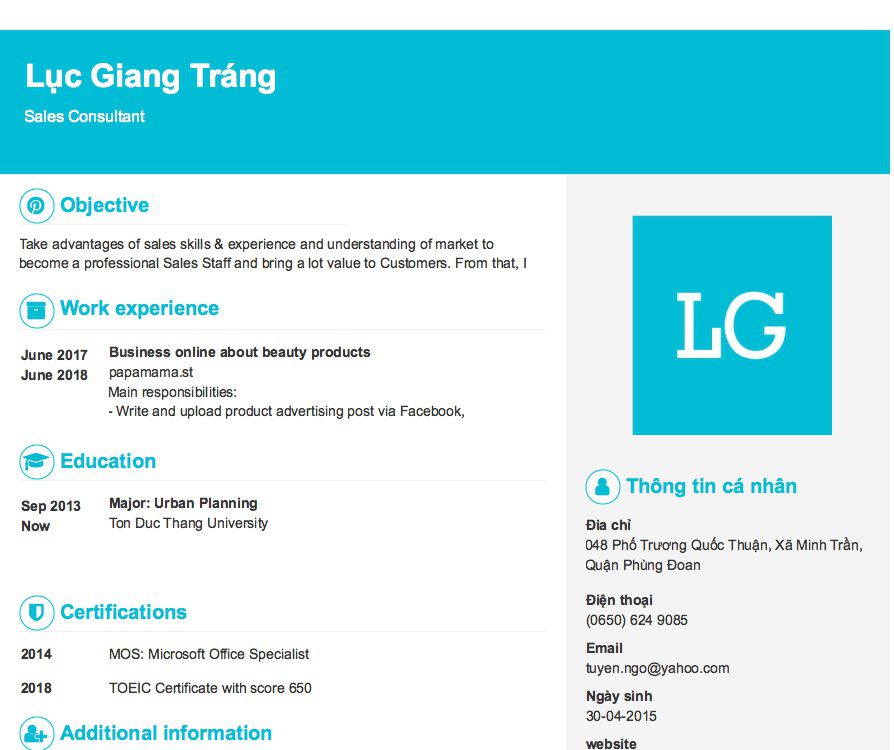 Lục Giang Tráng
Sales Consultant
Objective
Take advantages of sales skills & experience and understanding of market to
become a professional Sales Staff and bring a lot value to Customers. From that, I
Work experience
June 2017
June 2018
Business online about beauty products
papamama.st
Main responsibilities:
- Write and upload product advertising post via Facebook,
Education
Sep 2013
Now
Major: Urban Planning
Ton Duc Thang University
Certifications
2014 MOS: Microsoft Office Specialist
2018 TOEIC Certificate with score 650
Additional information
LG
Thông tin cá nhân
Địa chỉ
048 Phố Trương Quốc Thuận, Xã Minh Trần,
Quận Phùng Đoan
Điện thoại
(0650) 624 9085
Email
tuyen.ngo@yahoo.com
Ngày sinh
30-04-2015
website